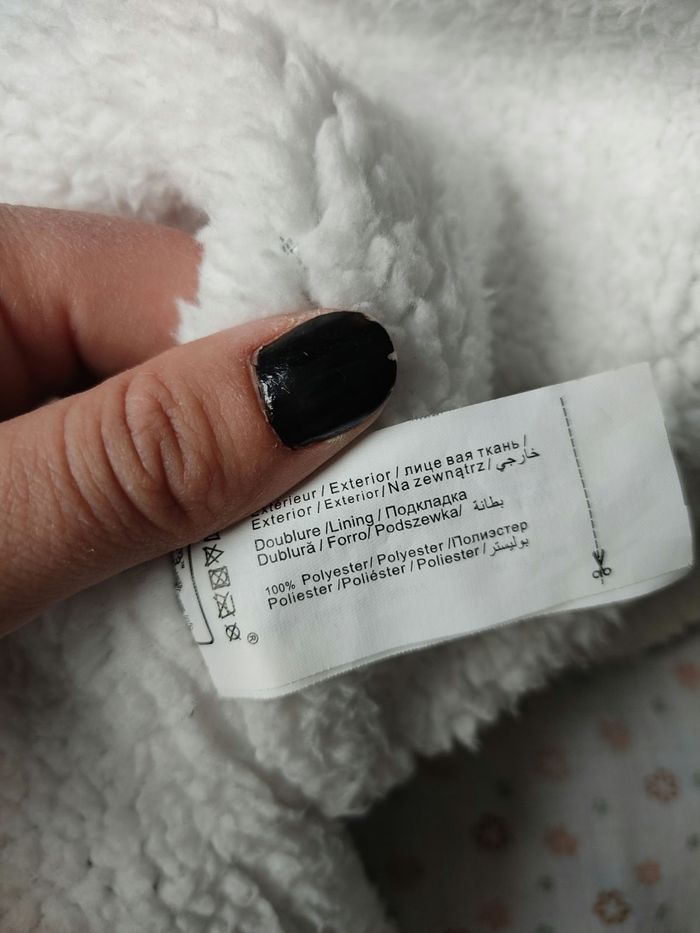 Extérieur / Exterior / лице вая ткань /
Exterior / Exterior / Na zewnątrz / خارجي
Doublure /Lining / Подкладка
Dublură / Forro/ Podszewka/ بطانة
100% Polyester/ Polyester /Полиэстер
Poliester /Poliéster / Poliester / بوليستر
®